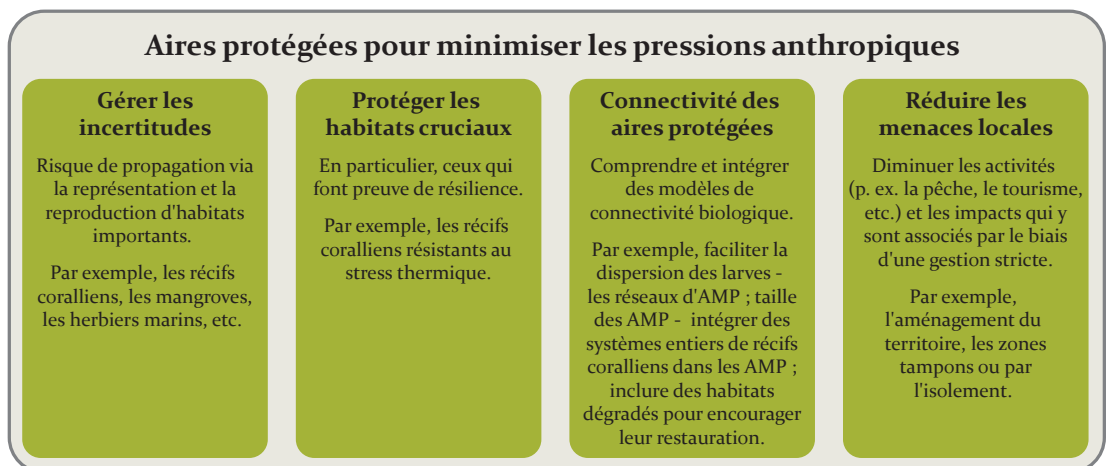 Aires protégées pour minimiser les pressions anthropiques
Gérer les
incertitudes
Risque de propagation via
la représentation et la
reproduction d'habitats
importants.
Par exemple, les récifs
coralliens, les mangroves,
les herbiers marins, etc.
Protéger les
habitats cruciaux
En particulier, ceux qui
font preuve de résilience.
Par exemple, les récifs
coralliens résistants au
stress thermique.
Connectivité des
aires protégées
Comprendre et intégrer
des modèles de
connectivité biologique.
Par exemple, faciliter la
dispersion des larves -
les réseaux d'AMP ; taille
des AMP - intégrer des
systèmes entiers de récifs
coralliens dans les AMP ;
inclure des habitats
dégradés pour encourager
leur restauration.
Réduire les
menaces locales
Diminuer les activités
(p. ex. la pêche, le tourisme,
etc.) et les impacts qui y
sont associés par le biais
d'une gestion stricte.
Par exemple,
l'aménagement du
territoire, les zones
tampons ou par
l'isolement.